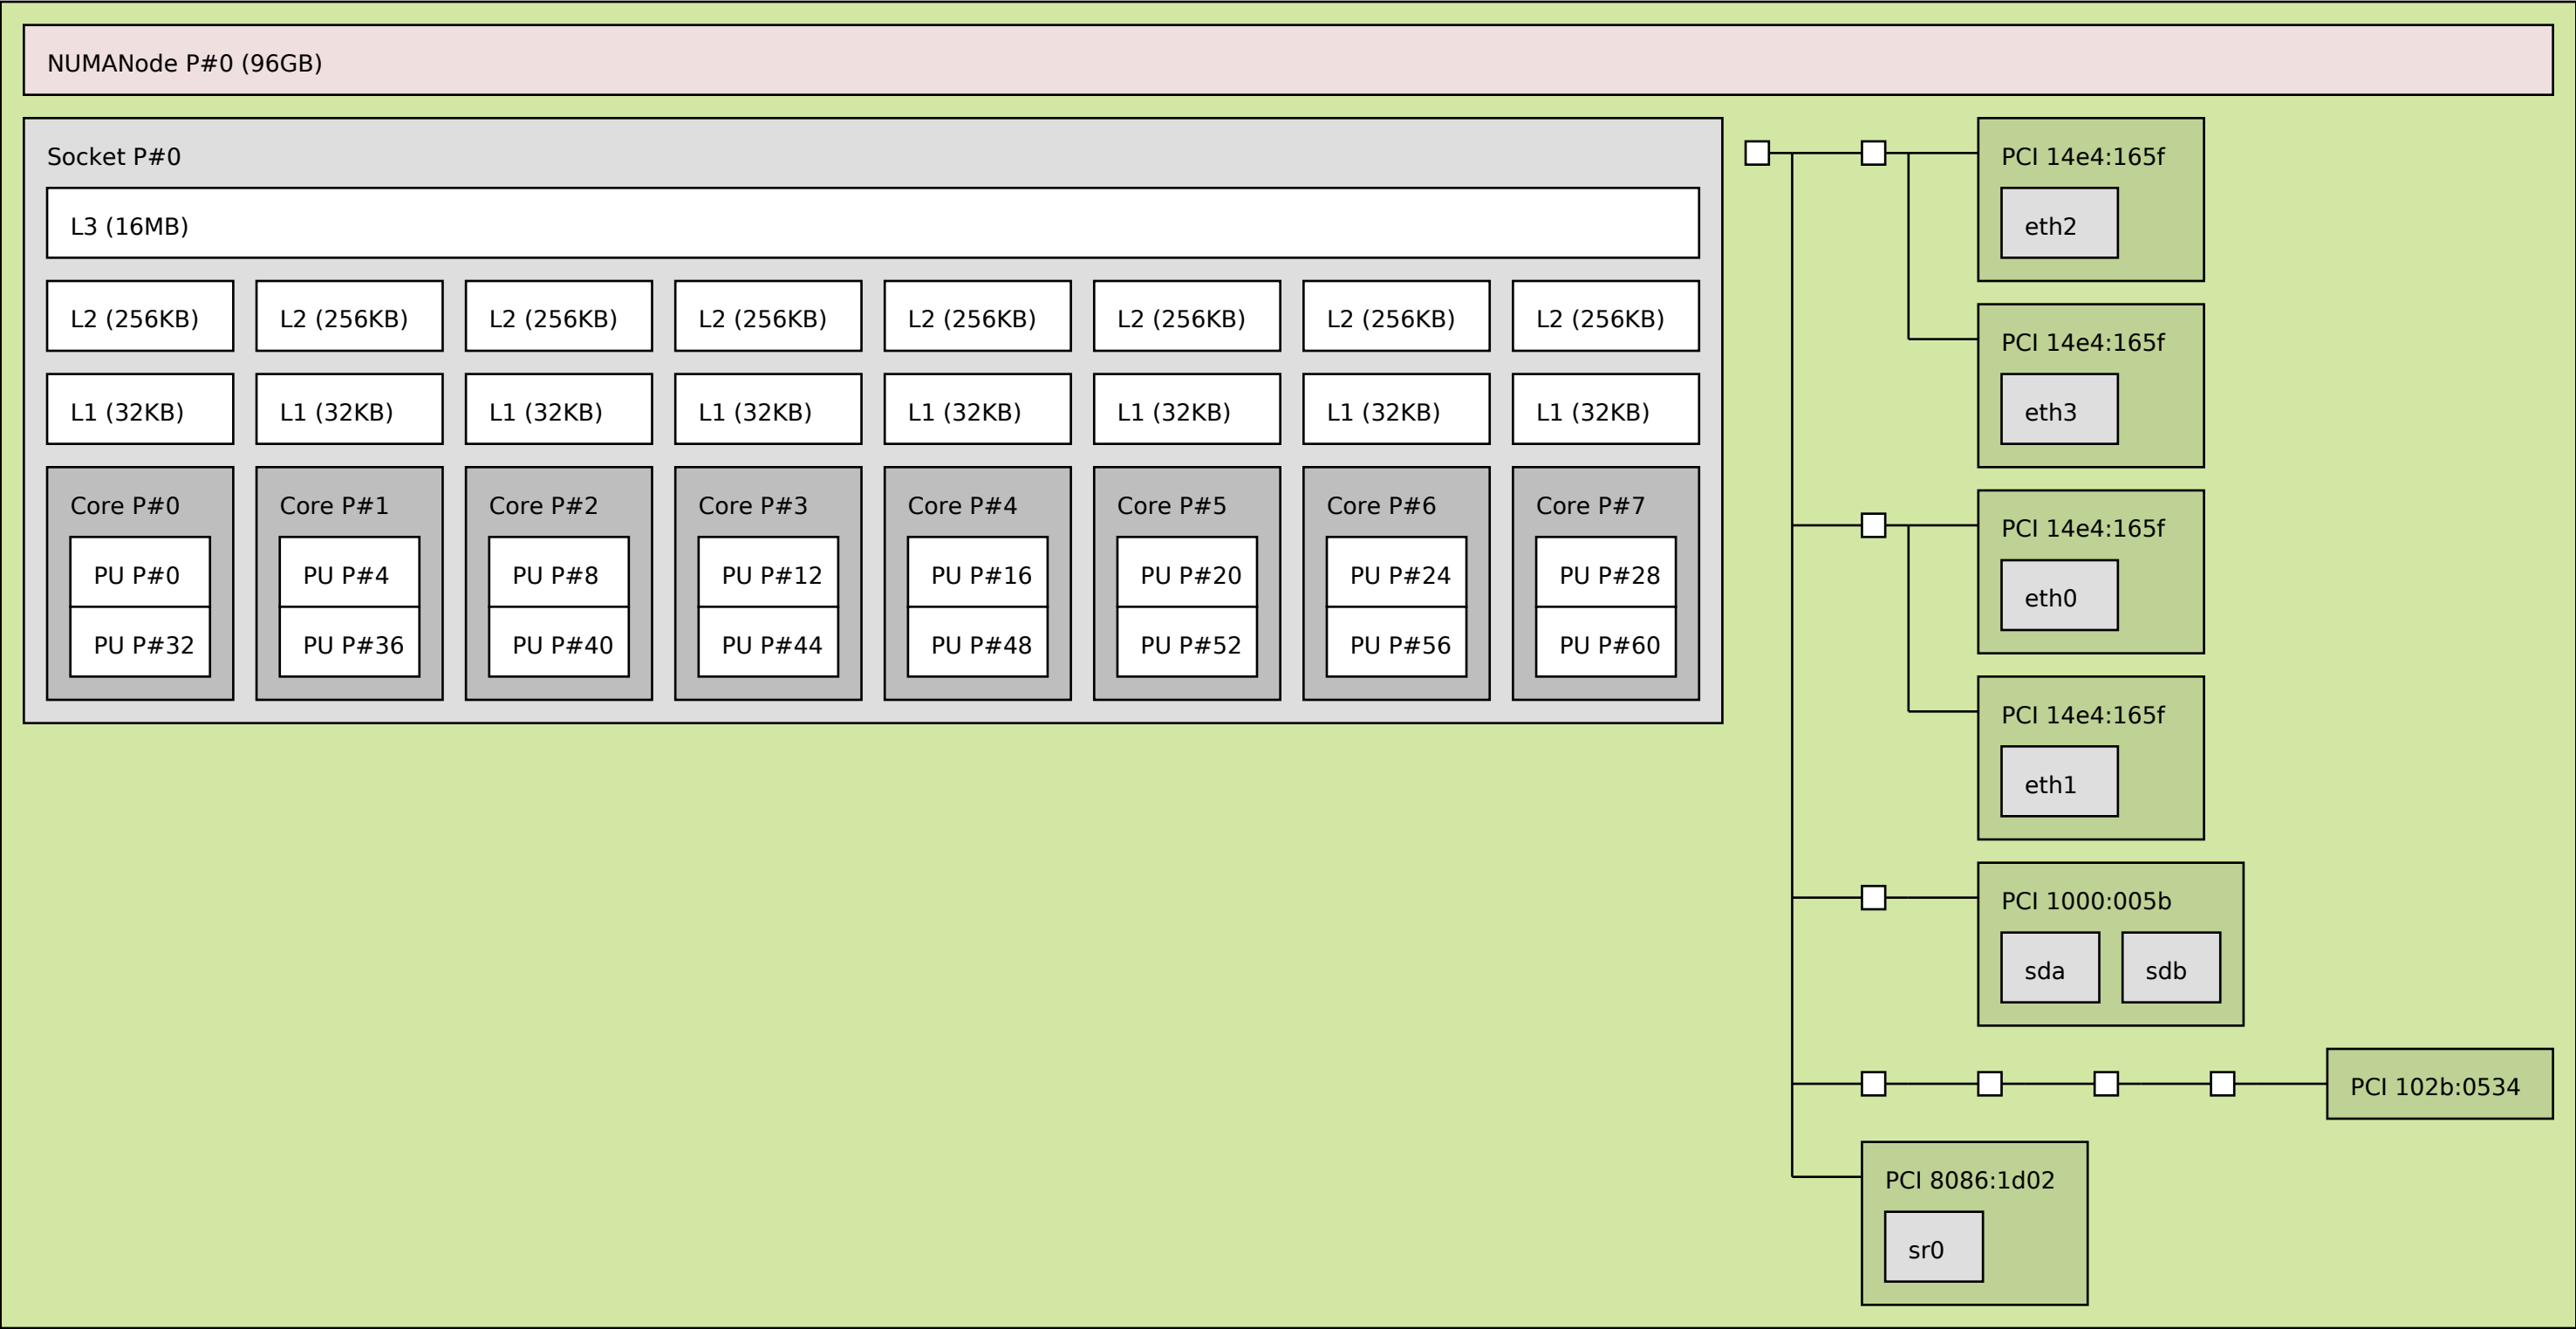 NUMANode P#0 (96GB)
Socket P#0
L3 (16MB)
L2 (256KB) L2 (256KB) L2 (256KB) L2 (256KB) L2 (256KB) L2 (256KB) L2 (256KB) L2 (256KB)
L1 (32KB) L1 (32KB) L1 (32KB) L1 (32KB) L1 (32KB) L1 (32KB) L1 (32KB) L1 (32KB)
Core P#0 Core P#1 Core P#2 Core P#3 Core P#4 Core P#5 Core P#6 Core P#7
PU P#0 PU P#4 PU P#8 PU P#12 PU P#16 PU P#20 PU P#24 PU P#28
PU P#32 PU P#36 PU P#40 PU P#44 PU P#48 PU P#52 PU P#56 PU P#60
PCI 14e4:165f
eth2
PCI 14e4:165f
eth3
PCI 14e4:165f
eth0
PCI 14e4:165f
eth1
PCI 1000:005b
sda sdb
PCI 102b:0534
PCI 8086:1d02
sr0